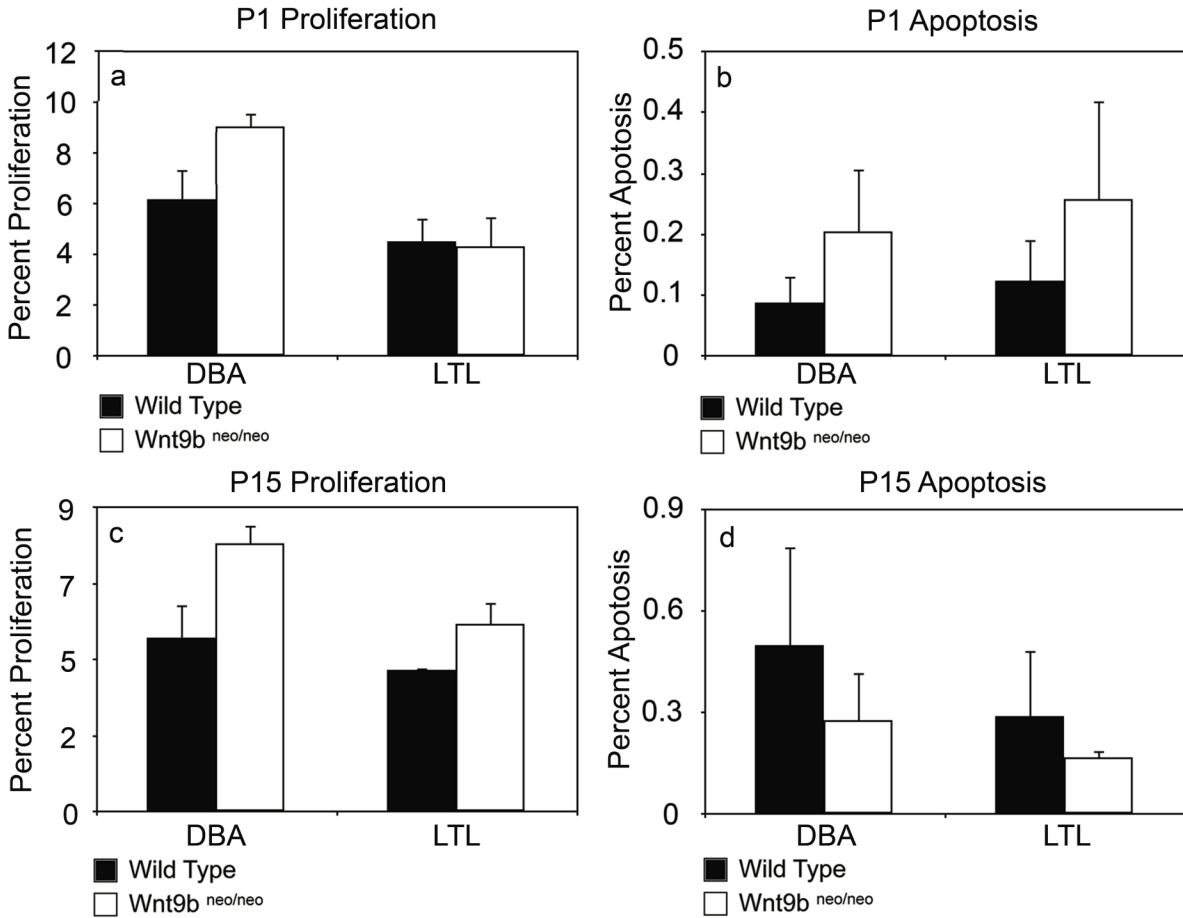 P1 Proliferation
a
Percent Proliferation
12
10
8
6
4
2
0
DBA LTL
Wild Type
Wnt9b neo/neo
P1 Apoptosis
b
Percent Apotosis
0.5
0.4
0.3
0.2
0.1
0
DBA LTL
Wild Type
Wnt9b neo/neo
P15 Proliferation
c
Percent Proliferation
9
7
5
2
0
DBA LTL
Wild Type
Wnt9b neo/neo
P15 Apoptosis
d
Percent Apotosis
0.9
0.6
0.3
0
DBA LTL
Wild Type
Wnt9b neo/neo